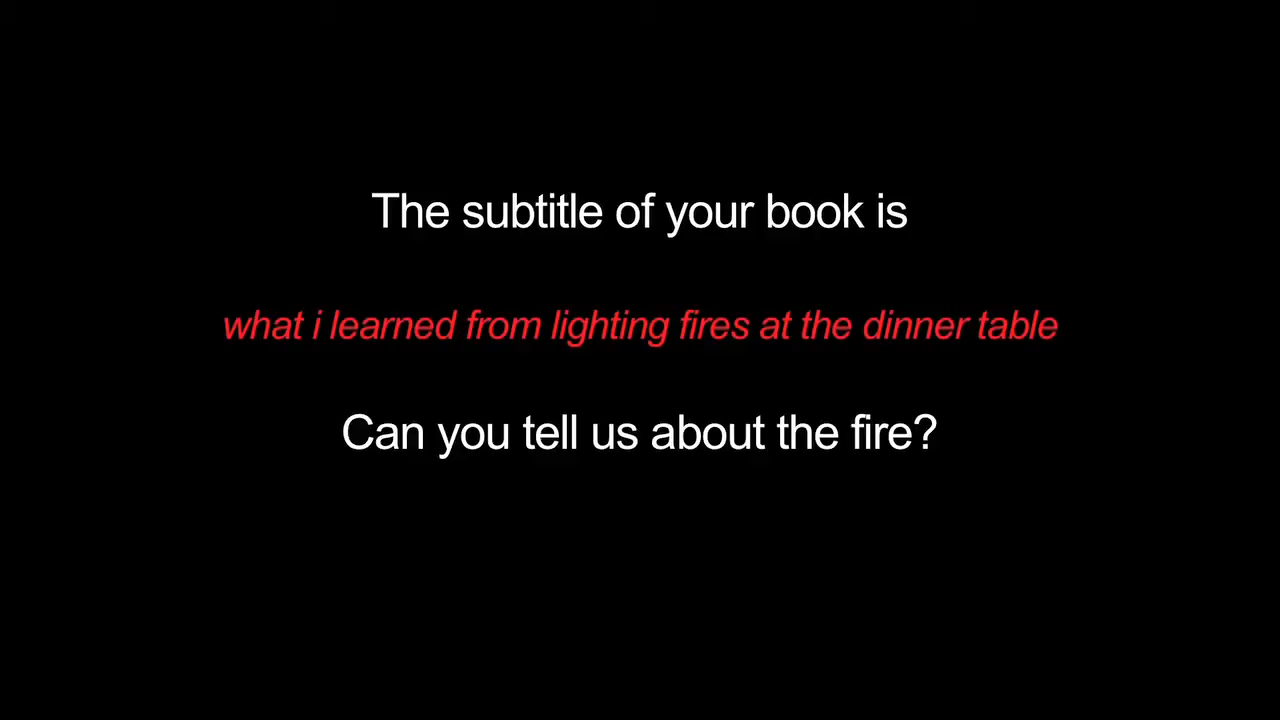 The subtitle of your book is
what i learned from lighting fires at the dinner table
Can you tell us about the fire?